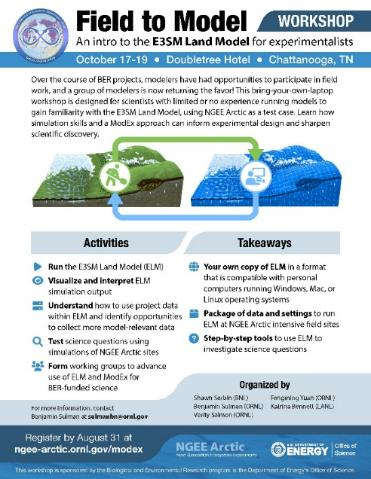 Field to Model WORKSHOP
An intro to the E3SM Land Model for experimentalists
October 17-19 • Doubletree Hotel • Chattanooga, TN
Over the course of BER projects, modelers have had opportunities to participate in field
work, and a group of modelers is now returning the favor! This bring-your-own-laptop
workshop is designed for scientists with limited or no experience running models to
gain familiarity with the E3SM Land Model, using NGEE Arctic as a test case. Learn how
simulation skills and a ModEx approach can inform experimental design and sharpen
scientific discovery.
Activities
Run the E3SM Land Model (ELM)
Visualize and interpret ELM
simulation output
Understand how to use project data
within ELM and identify opportunities
to collect more model-relevant data
Test science questions using
simulations of NGEE Arctic sites
Form working groups to advance
use of ELM and ModEx for
BER-funded science
For more information, contact
Benjamin Sulman at sulmanbn@ornl.gov
Takeaways
Your own copy of ELM in a format
that is compatible with personal
computers running Windows, Mac, or
Linux operating systems
Package of data and settings to run
ELM at NGEE Arctic intensive field sites
Step-by-step tools to use ELM to
investigate science questions
Organized by
Shawn Serbin (BNL)
Benjamin Sulman (ORNL)
Verity Salmon (ORNL)
Fengming Yuan (ORNL)
Katrina Bennett (LANL)
Register by August 31 at
ngee-arctic.ornl.gov/modex
NGEE Arctic
Next-Generation Ecosystem Experiments
U.S. DEPARTMENT OF
ENERGY
Office of
Science
This workshop is sponsored by the Biological and Environmental Research program in the Department of Energy's Office of Science.